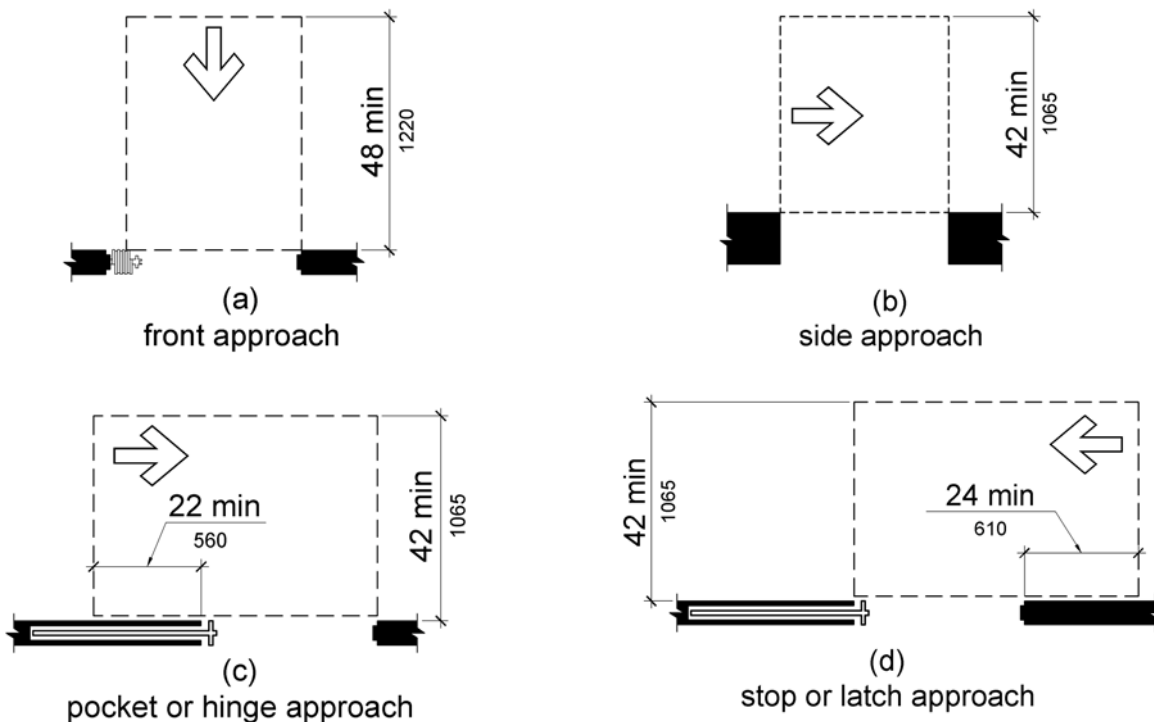 48 min
1220
(a)
front approach
42 min
1065
(b)
side approach
22 min
560
42 min
1065
(c)
pocket or hinge approach
42 min
1065
24 min
610
(d)
stop or latch approach